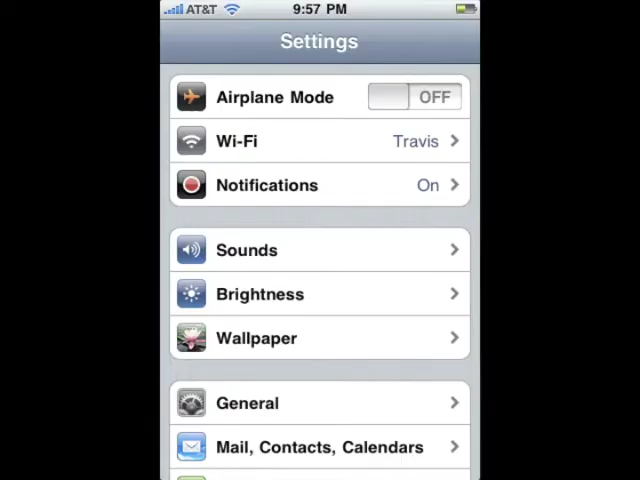 AT&T 9:57 PM
Settings
Airplane Mode OFF
Wi-Fi Travis
Notifications On
Sounds
Brightness
Wallpaper
General
Mail, Contacts, Calendars